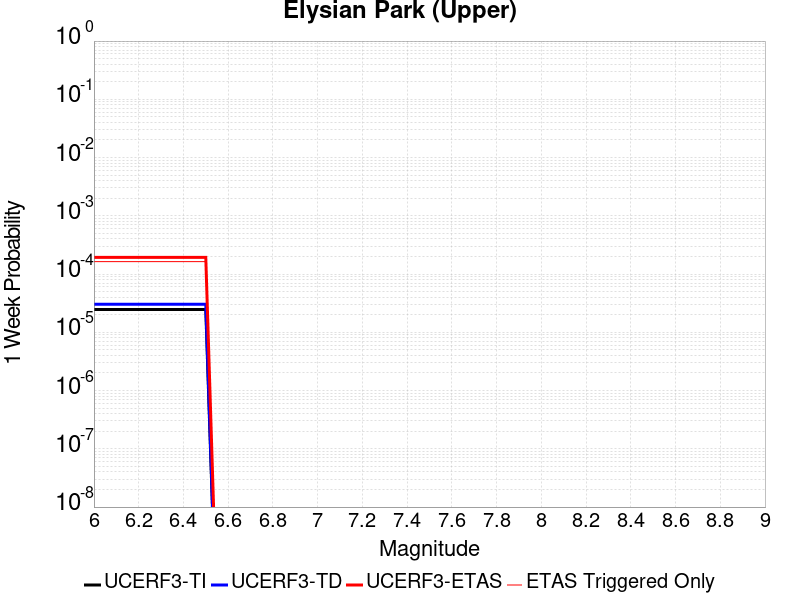 Elysian Park (Upper)
10^0
10^-1
10^-2
10^-3
10^-4
10^-5
10^-6
10^-7
10^-8
1 Week Probability
6 6.2 6.4 6.6 6.8 7 7.2 7.4 7.6 7.8 8 8.2 8.4 8.6 8.8 9
Magnitude
UCERF3-TI UCERF3-TD UCERF3-ETAS ETAS Triggered Only